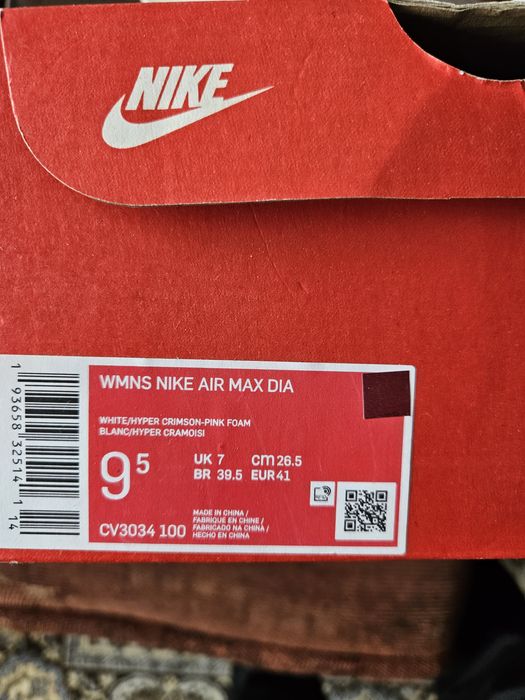 NIKE
WMNS NIKE AIR MAX DIA
WHITE/HYPER CRIMSON-PINK FOAM
BLANC/HYPER CRAMOISI
9.5
UK 7 CM 26.5
BR 39.5 EUR 41
CV3034 100
MADE IN CHINA /
FABRIQUE EN CHINE /
FABRICADO NA CHINA /
HECHO EN CHINA
1 93658 32514 1 14